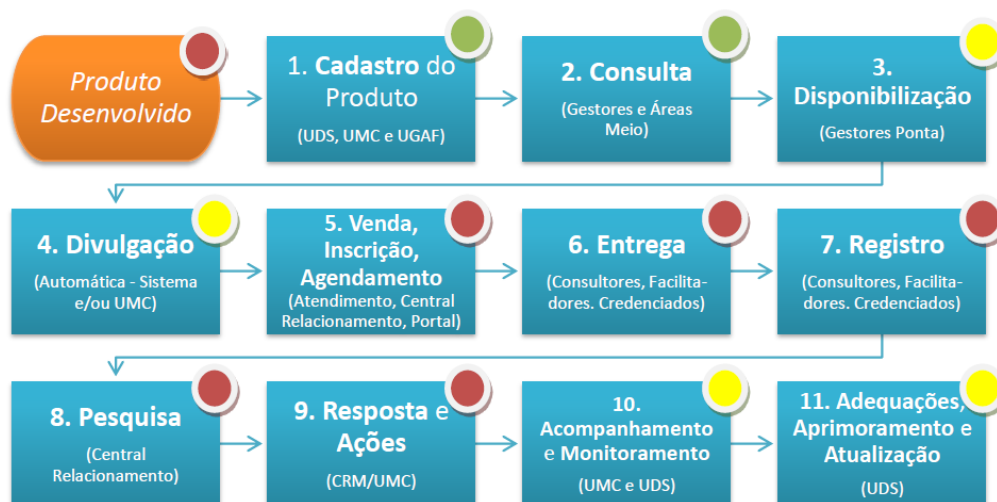 Produto
Desenvolvido
1. Cadastro do
Produto
(UDS, UMC e UGAF)
2. Consulta
(Gestores e Áreas
Meio)
3.
Disponibilização
(Gestores Ponta)
4. Divulgação
(Automática - Sistema
e/ou UMC)
5. Venda,
Inscrição,
Agendamento
(Atendimento, Central
Relacionamento, Portal)
6. Entrega
(Consultores, Facilita-
dores. Credenciados)
7. Registro
(Consultores, Facilita-
dores. Credenciados)
8. Pesquisa
(Central
Relacionamento)
9. Resposta e
Ações
(CRM/UMC)
10.
Acompanhamento
e Monitoramento
(UMC e UDS)
11. Adequações,
Aprimoramento e
Atualização
(UDS)